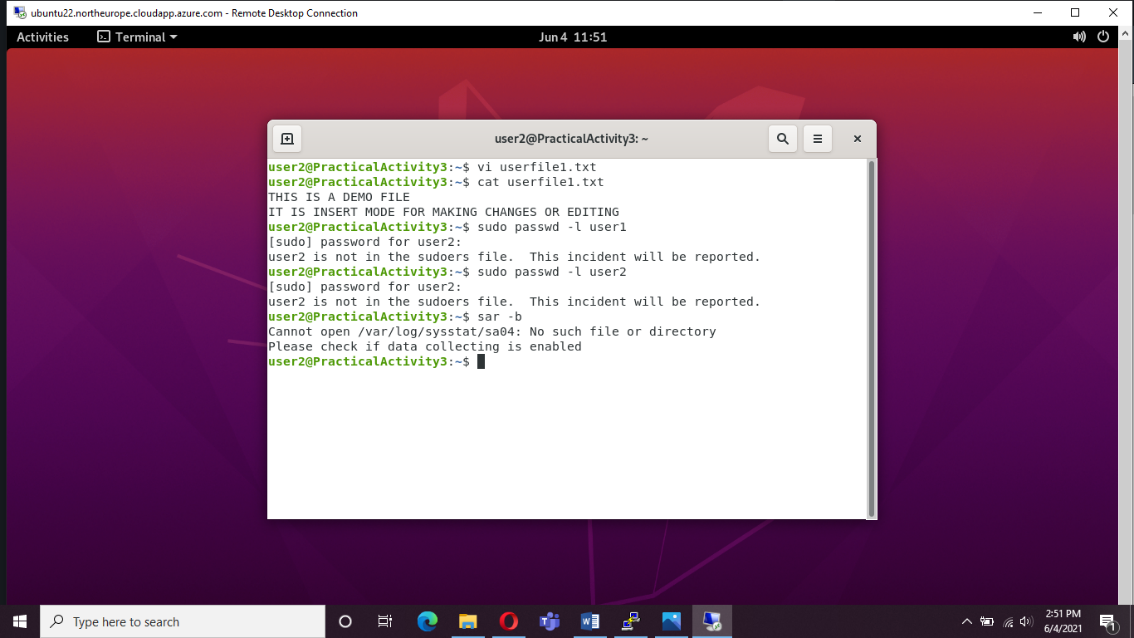 ubuntu22.northeurope.cloudapp.azure.com - Remote Desktop Connection
Activities
Terminal
Jun 4 11:51
user2@PracticalActivity3: ~
user2@PracticalActivity3:~$ vi userfile1.txt
user2@PracticalActivity3:~$ cat userfile1.txt
THIS IS A DEMO FILE
IT IS INSERT MODE FOR MAKING CHANGES OR EDITING
user2@PracticalActivity3:~$ sudo passwd -l user1
[sudo] password for user2:
user2 is not in the sudoers file.  This incident will be reported.
user2@PracticalActivity3:~$ sudo passwd -l user2
[sudo] password for user2:
user2 is not in the sudoers file.  This incident will be reported.
user2@PracticalActivity3:~$ sar -b
Cannot open /var/log/sysstat/sa04: No such file or directory
Please check if data collecting is enabled
user2@PracticalActivity3:~$
Type here to search
2:51 PM
6/4/2021
1